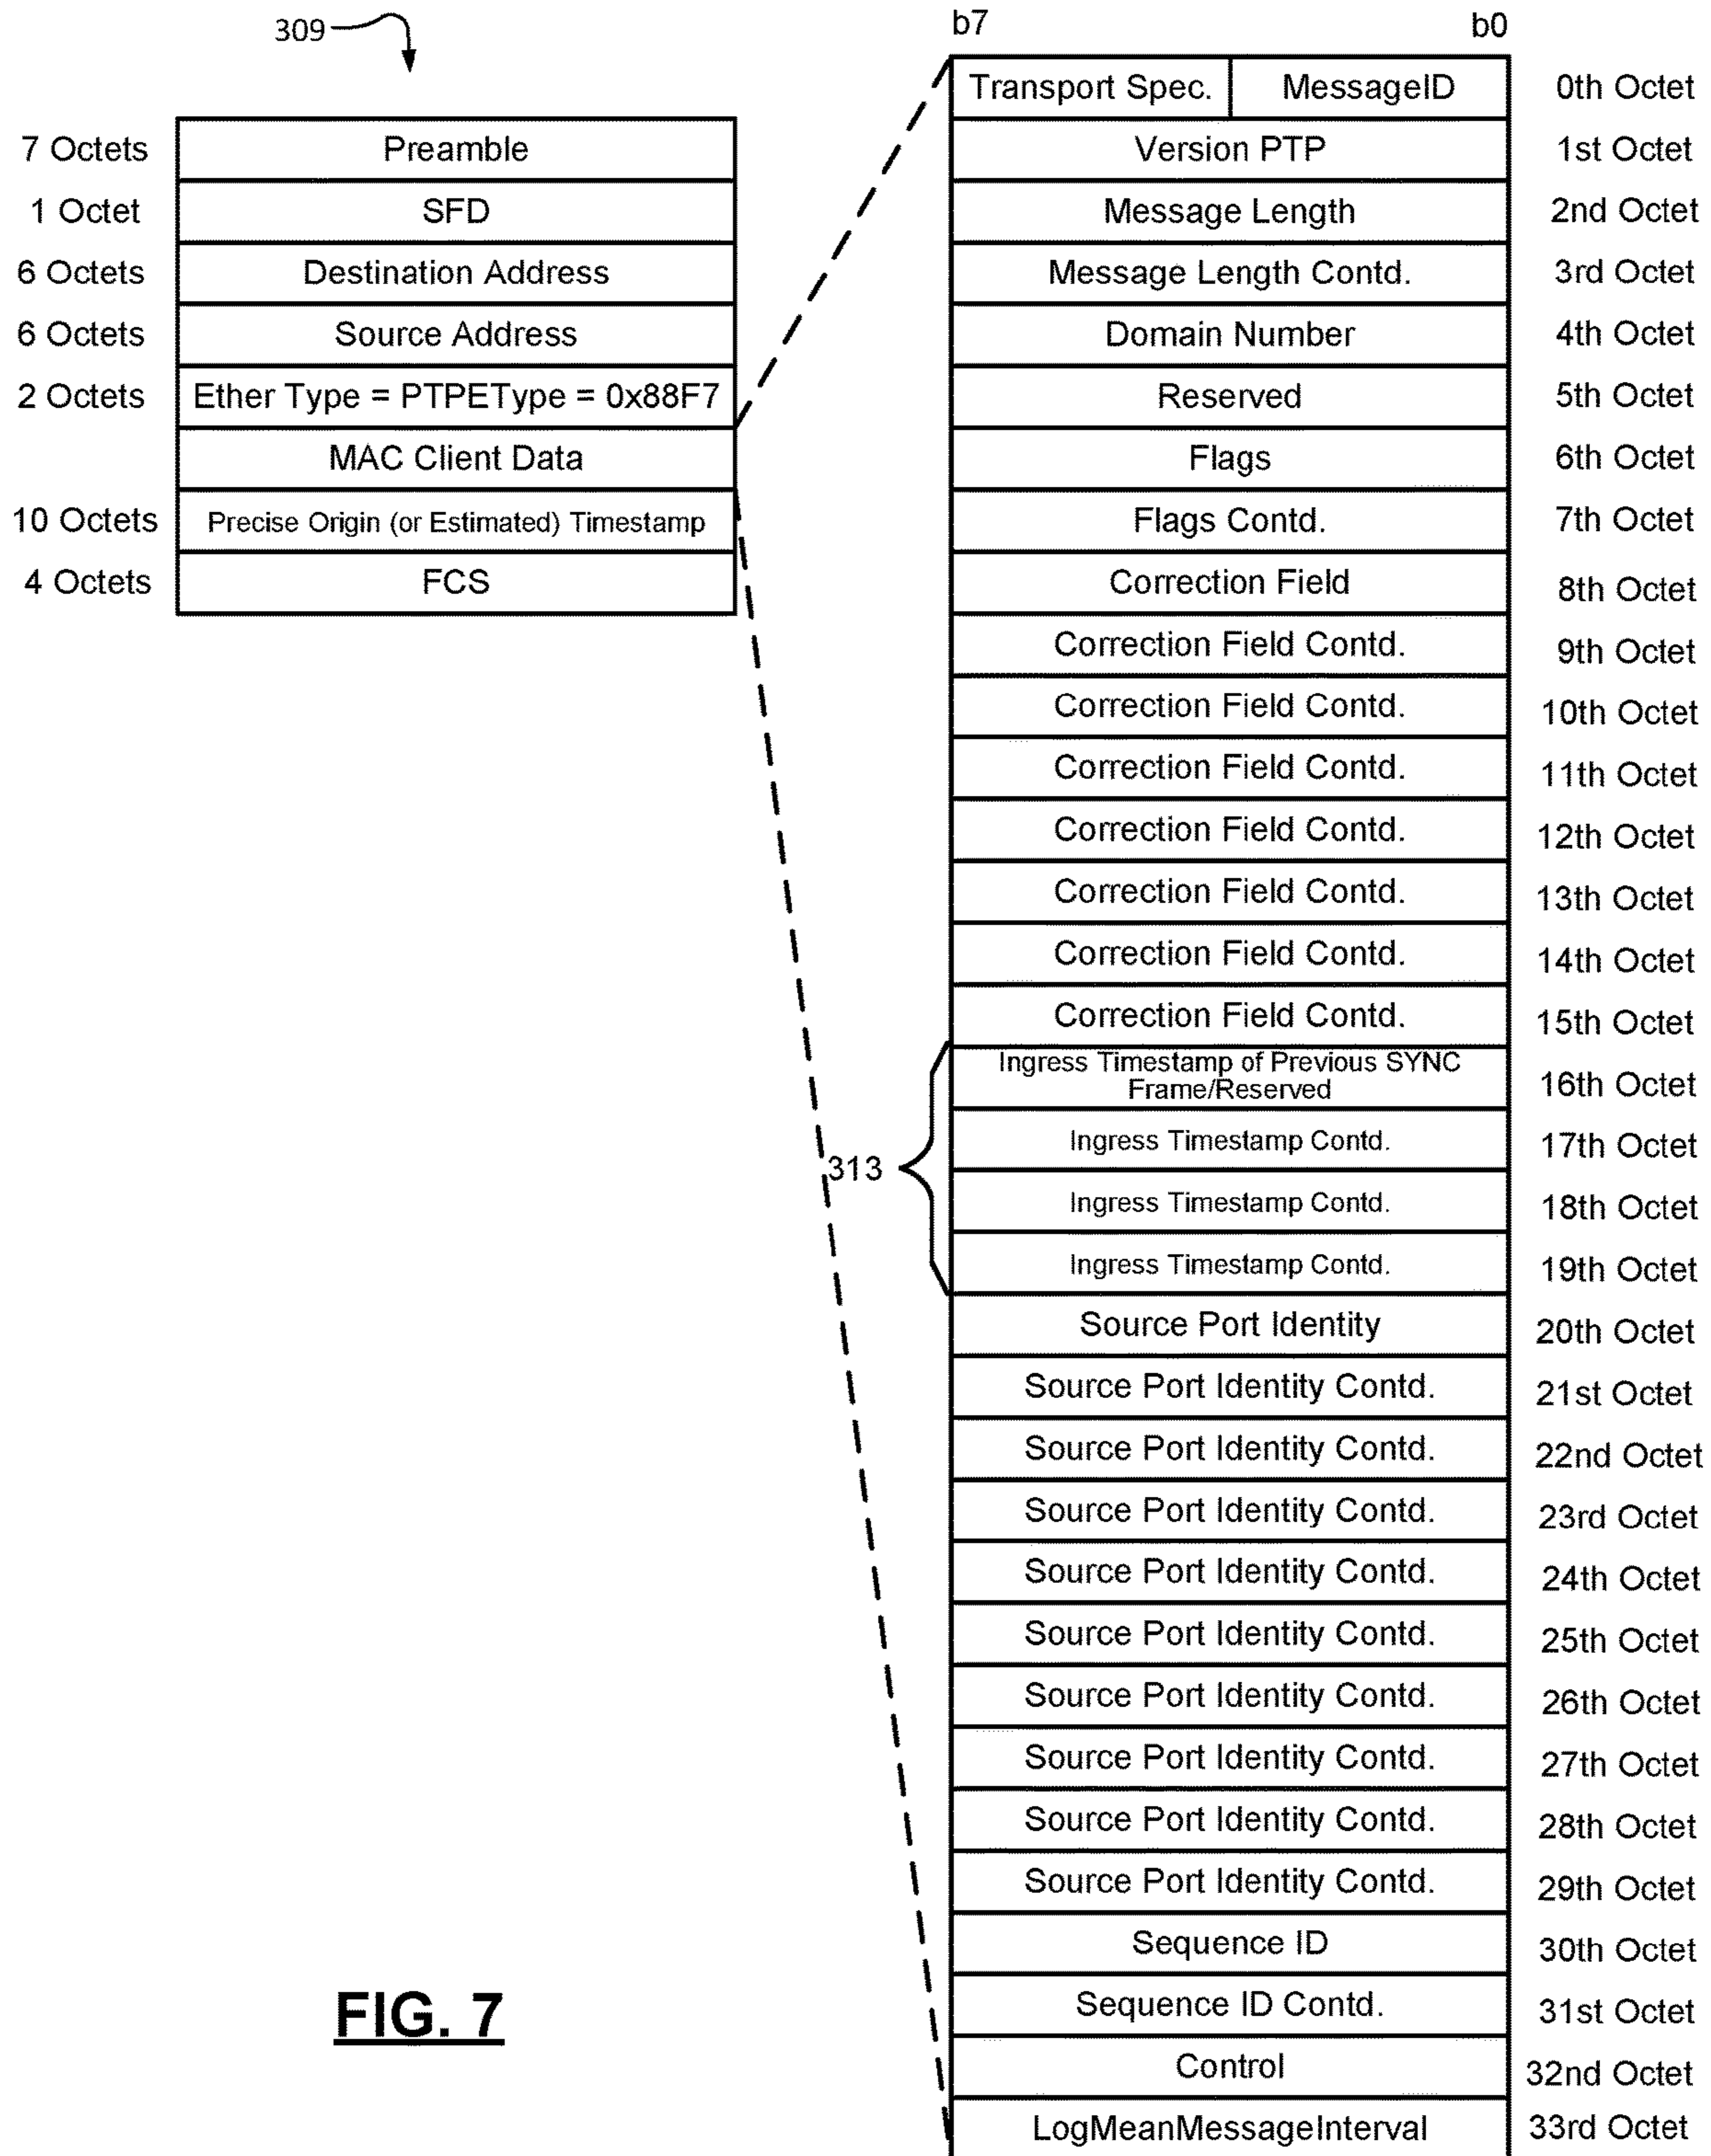 309
7 Octets Preamble
1 Octet SFD
6 Octets Destination Address
6 Octets Source Address
2 Octets Ether Type = PTPEType = 0x88F7
MAC Client Data
10 Octets Precise Origin (or Estimated) Timestamp
4 Octets FCS
b7 b0
Transport Spec. MessageID 0th Octet
Version PTP 1st Octet
Message Length 2nd Octet
Message Length Contd. 3rd Octet
Domain Number 4th Octet
Reserved 5th Octet
Flags 6th Octet
Flags Contd. 7th Octet
Correction Field 8th Octet
Correction Field Contd. 9th Octet
Correction Field Contd. 10th Octet
Correction Field Contd. 11th Octet
Correction Field Contd. 12th Octet
Correction Field Contd. 13th Octet
Correction Field Contd. 14th Octet
Correction Field Contd. 15th Octet
Ingress Timestamp of Previous SYNC
Frame/Reserved 16th Octet
Ingress Timestamp Contd. 17th Octet
313
Ingress Timestamp Contd. 18th Octet
Ingress Timestamp Contd. 19th Octet
Source Port Identity 20th Octet
Source Port Identity Contd. 21st Octet
Source Port Identity Contd. 22nd Octet
Source Port Identity Contd. 23rd Octet
Source Port Identity Contd. 24th Octet
Source Port Identity Contd. 25th Octet
Source Port Identity Contd. 26th Octet
Source Port Identity Contd. 27th Octet
Source Port Identity Contd. 28th Octet
Source Port Identity Contd. 29th Octet
Sequence ID 30th Octet
Sequence ID Contd. 31st Octet
Control 32nd Octet
LogMeanMessageInterval 33rd Octet
FIG. 7